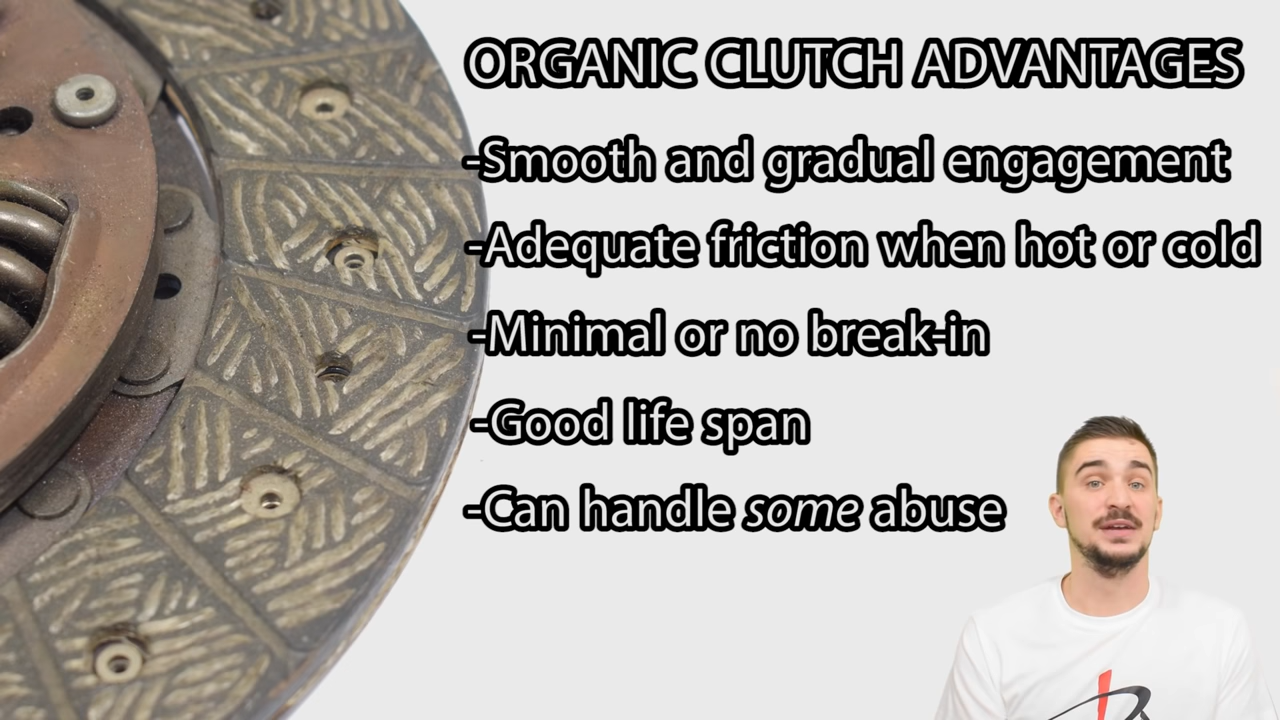 ORGANIC CLUTCH ADVANTAGES
-Smooth and gradual engagement
-Adequate friction when hot or cold
-Minimal or no break-in
-Good life span
-Can handle some abuse